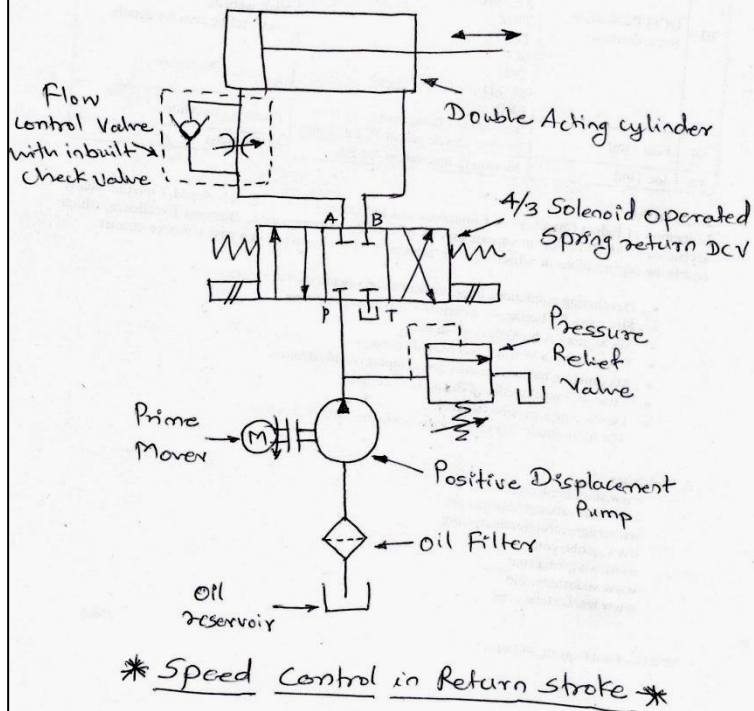 Flow
control valve
with inbuilt
check valve
Double Acting cylinder
A B
4/3 Solenoid operated
Spring return DCV
P T
Pressure
Relief
Valve
Prime
Mover
M
Positive Displacement
Pump
Oil Filter
Oil
reservoir
* Speed Control in Return stroke *